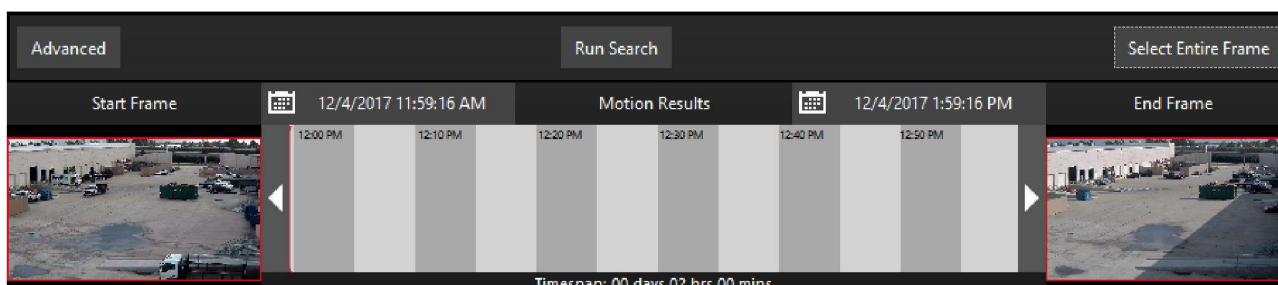 Advanced
Run Search
Select Entire Frame
Start Frame
12/4/2017 11:59:16 AM
Motion Results
12/4/2017 1:59:16 PM
End Frame
12:00 PM
12:10 PM
12:20 PM
12:30 PM
12:40 PM
12:50 PM
Timespan: 00 days 02 hrs 00 mins